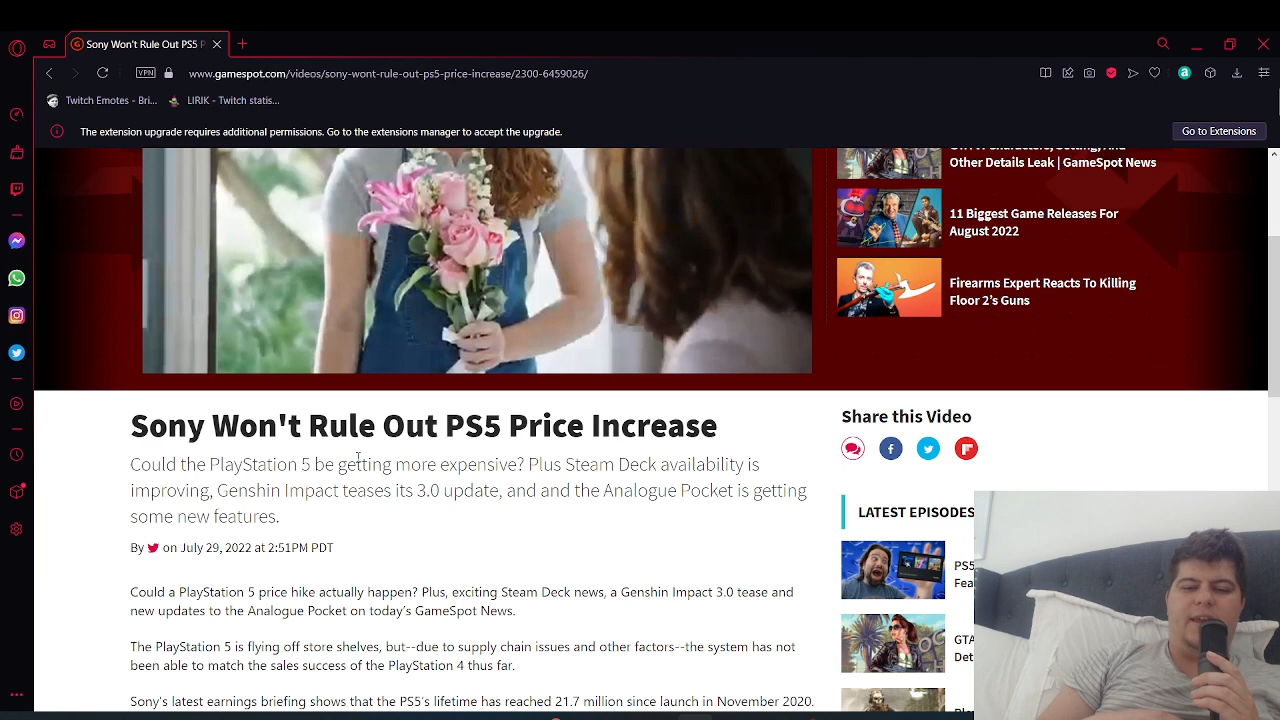 Sony Won't Rule Out PS5 P
www.gamespot.com/videos/sony-wont-rule-out-ps5-price-increase/2300-6459026/
VPN
Twitch Emotes - Bri...
LIRIK - Twitch statis...
The extension upgrade requires additional permissions. Go to the extensions manager to accept the upgrade.
Go to Extensions
Other Details Leak | GameSpot News
11 Biggest Game Releases For
August 2022
Firearms Expert Reacts To Killing
Floor 2's Guns
Sony Won't Rule Out PS5 Price Increase
Could the PlayStation 5 be getting more expensive? Plus Steam Deck availability is
improving, Genshin Impact teases its 3.0 update, and and the Analogue Pocket is getting
some new features.
By on July 29, 2022 at 2:51PM PDT
Could a PlayStation 5 price hike actually happen? Plus, exciting Steam Deck news, a Genshin Impact 3.0 tease and
new updates to the Analogue Pocket on today's GameSpot News.
The PlayStation 5 is flying off store shelves, but--due to supply chain issues and other factors--the system has not
been able to match the sales success of the PlayStation 4 thus far.
Sony's latest earnings briefing shows that the PS5's lifetime has reached 21.7 million since launch in November 2020.
Share this Video
LATEST EPISODES
PS5
Fea
GTA
Det